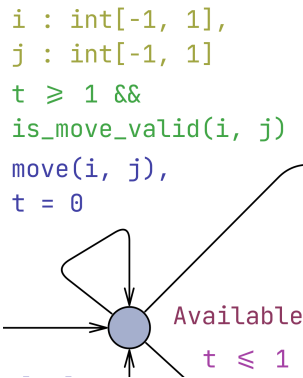 i : int[-1, 1],
j : int[-1, 1]
t ⩾ 1 &&
is_move_valid(i, j)
move(i, j),
t = 0
Available
t ⩽ 1